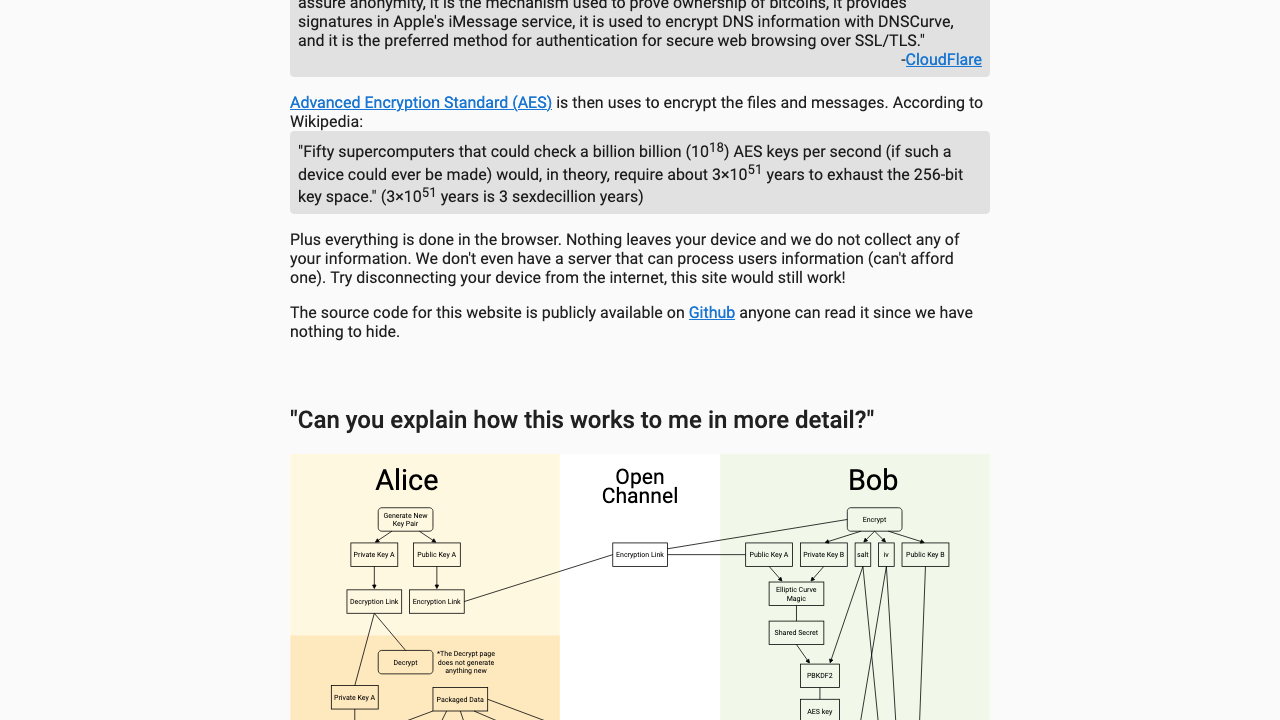 assure anonymity, it is the mechanism used to prove ownership of bitcoins, it provides
signatures in Apple's iMessage service, it is used to encrypt DNS information with DNSCurve,
and it is the preferred method for authentication for secure web browsing over SSL/TLS."
-CloudFlare
Advanced Encryption Standard (AES) is then uses to encrypt the files and messages. According to
Wikipedia:
"Fifty supercomputers that could check a billion billion (10^18) AES keys per second (if such a
device could ever be made) would, in theory, require about 3×10^51 years to exhaust the 256-bit
key space." (3×10^51 years is 3 sexdecillion years)
Plus everything is done in the browser. Nothing leaves your device and we do not collect any of
your information. We don't even have a server that can process users information (can't afford
one). Try disconnecting your device from the internet, this site would still work!
The source code for this website is publicly available on Github anyone can read it since we have
nothing to hide.
"Can you explain how this works to me in more detail?"
Alice
Generate New
Key Pair
Private Key A
Public Key A
Decryption Link
Encryption Link
Decrypt
*The Decrypt page
does not generate
anything new
Private Key A
Packaged Data
Open
Channel
Encryption Link
Bob
Encrypt
Public Key A
Private Key B
salt
iv
Public Key B
Elliptic Curve
Magic
Shared Secret
PBKDF2
AES key